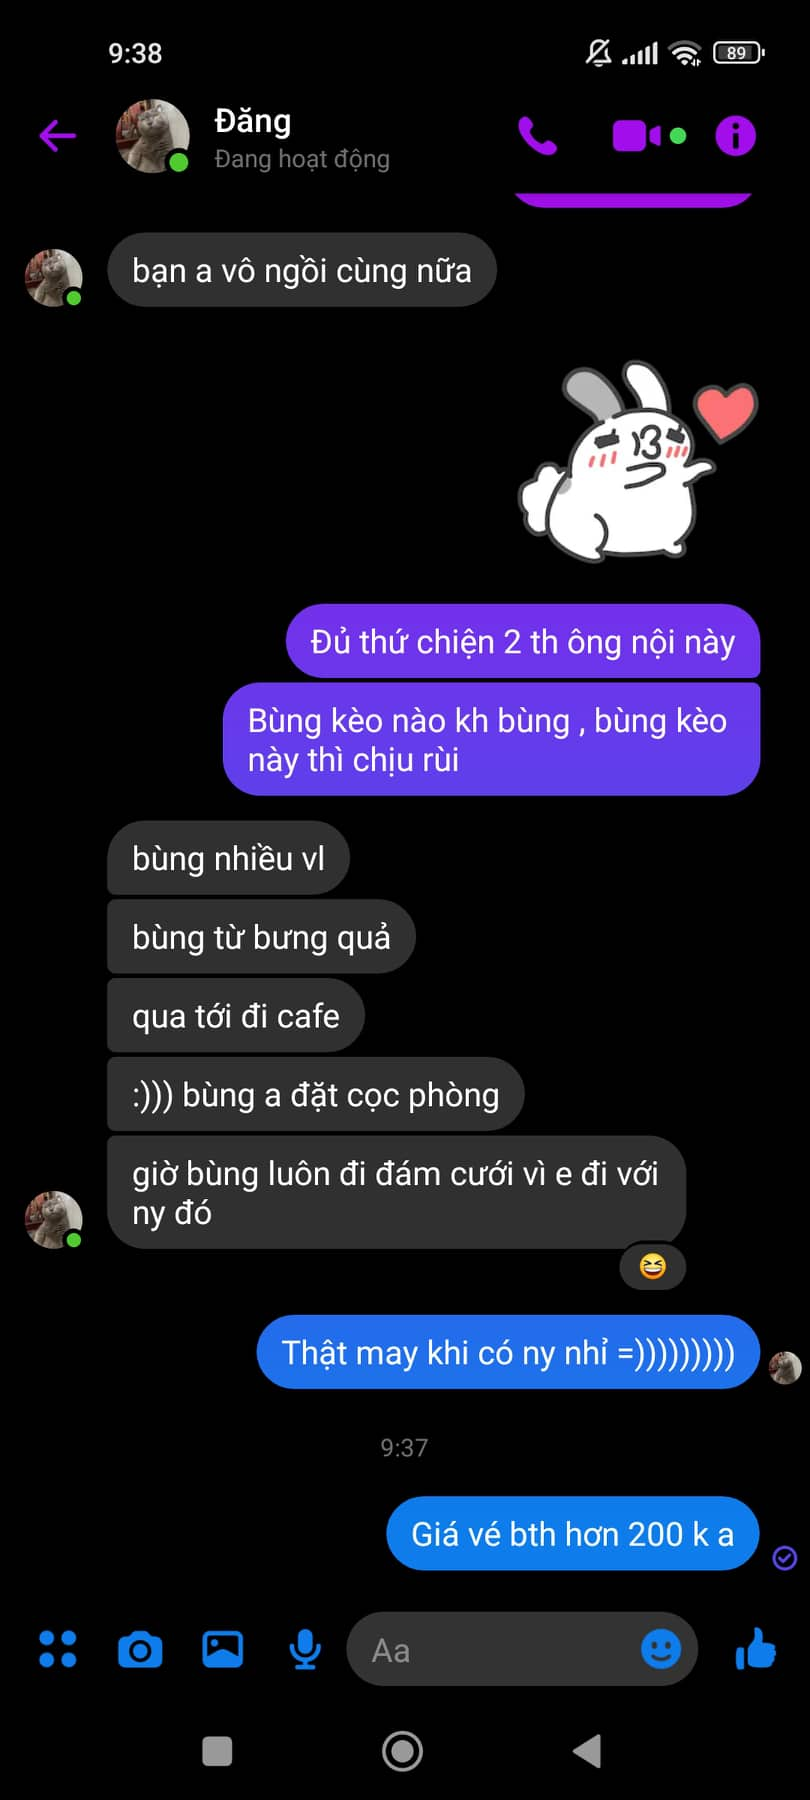 9:38
89
Đăng
Đang hoạt động
bạn a vô ngồi cùng nữa
Đủ thứ chiện 2 th ông nội này
Bùng kèo nào kh bùng , bùng kèo
này thì chịu rùi
bùng nhiều vl
bùng từ bưng quả
qua tới đi cafe
:))) bùng a đặt cọc phòng
giờ bùng luôn đi đám cưới vì e đi với
ny đó
Thật may khi có ny nhỉ =)))))))))
9:37
Giá vé bth hơn 200 k a
Aa